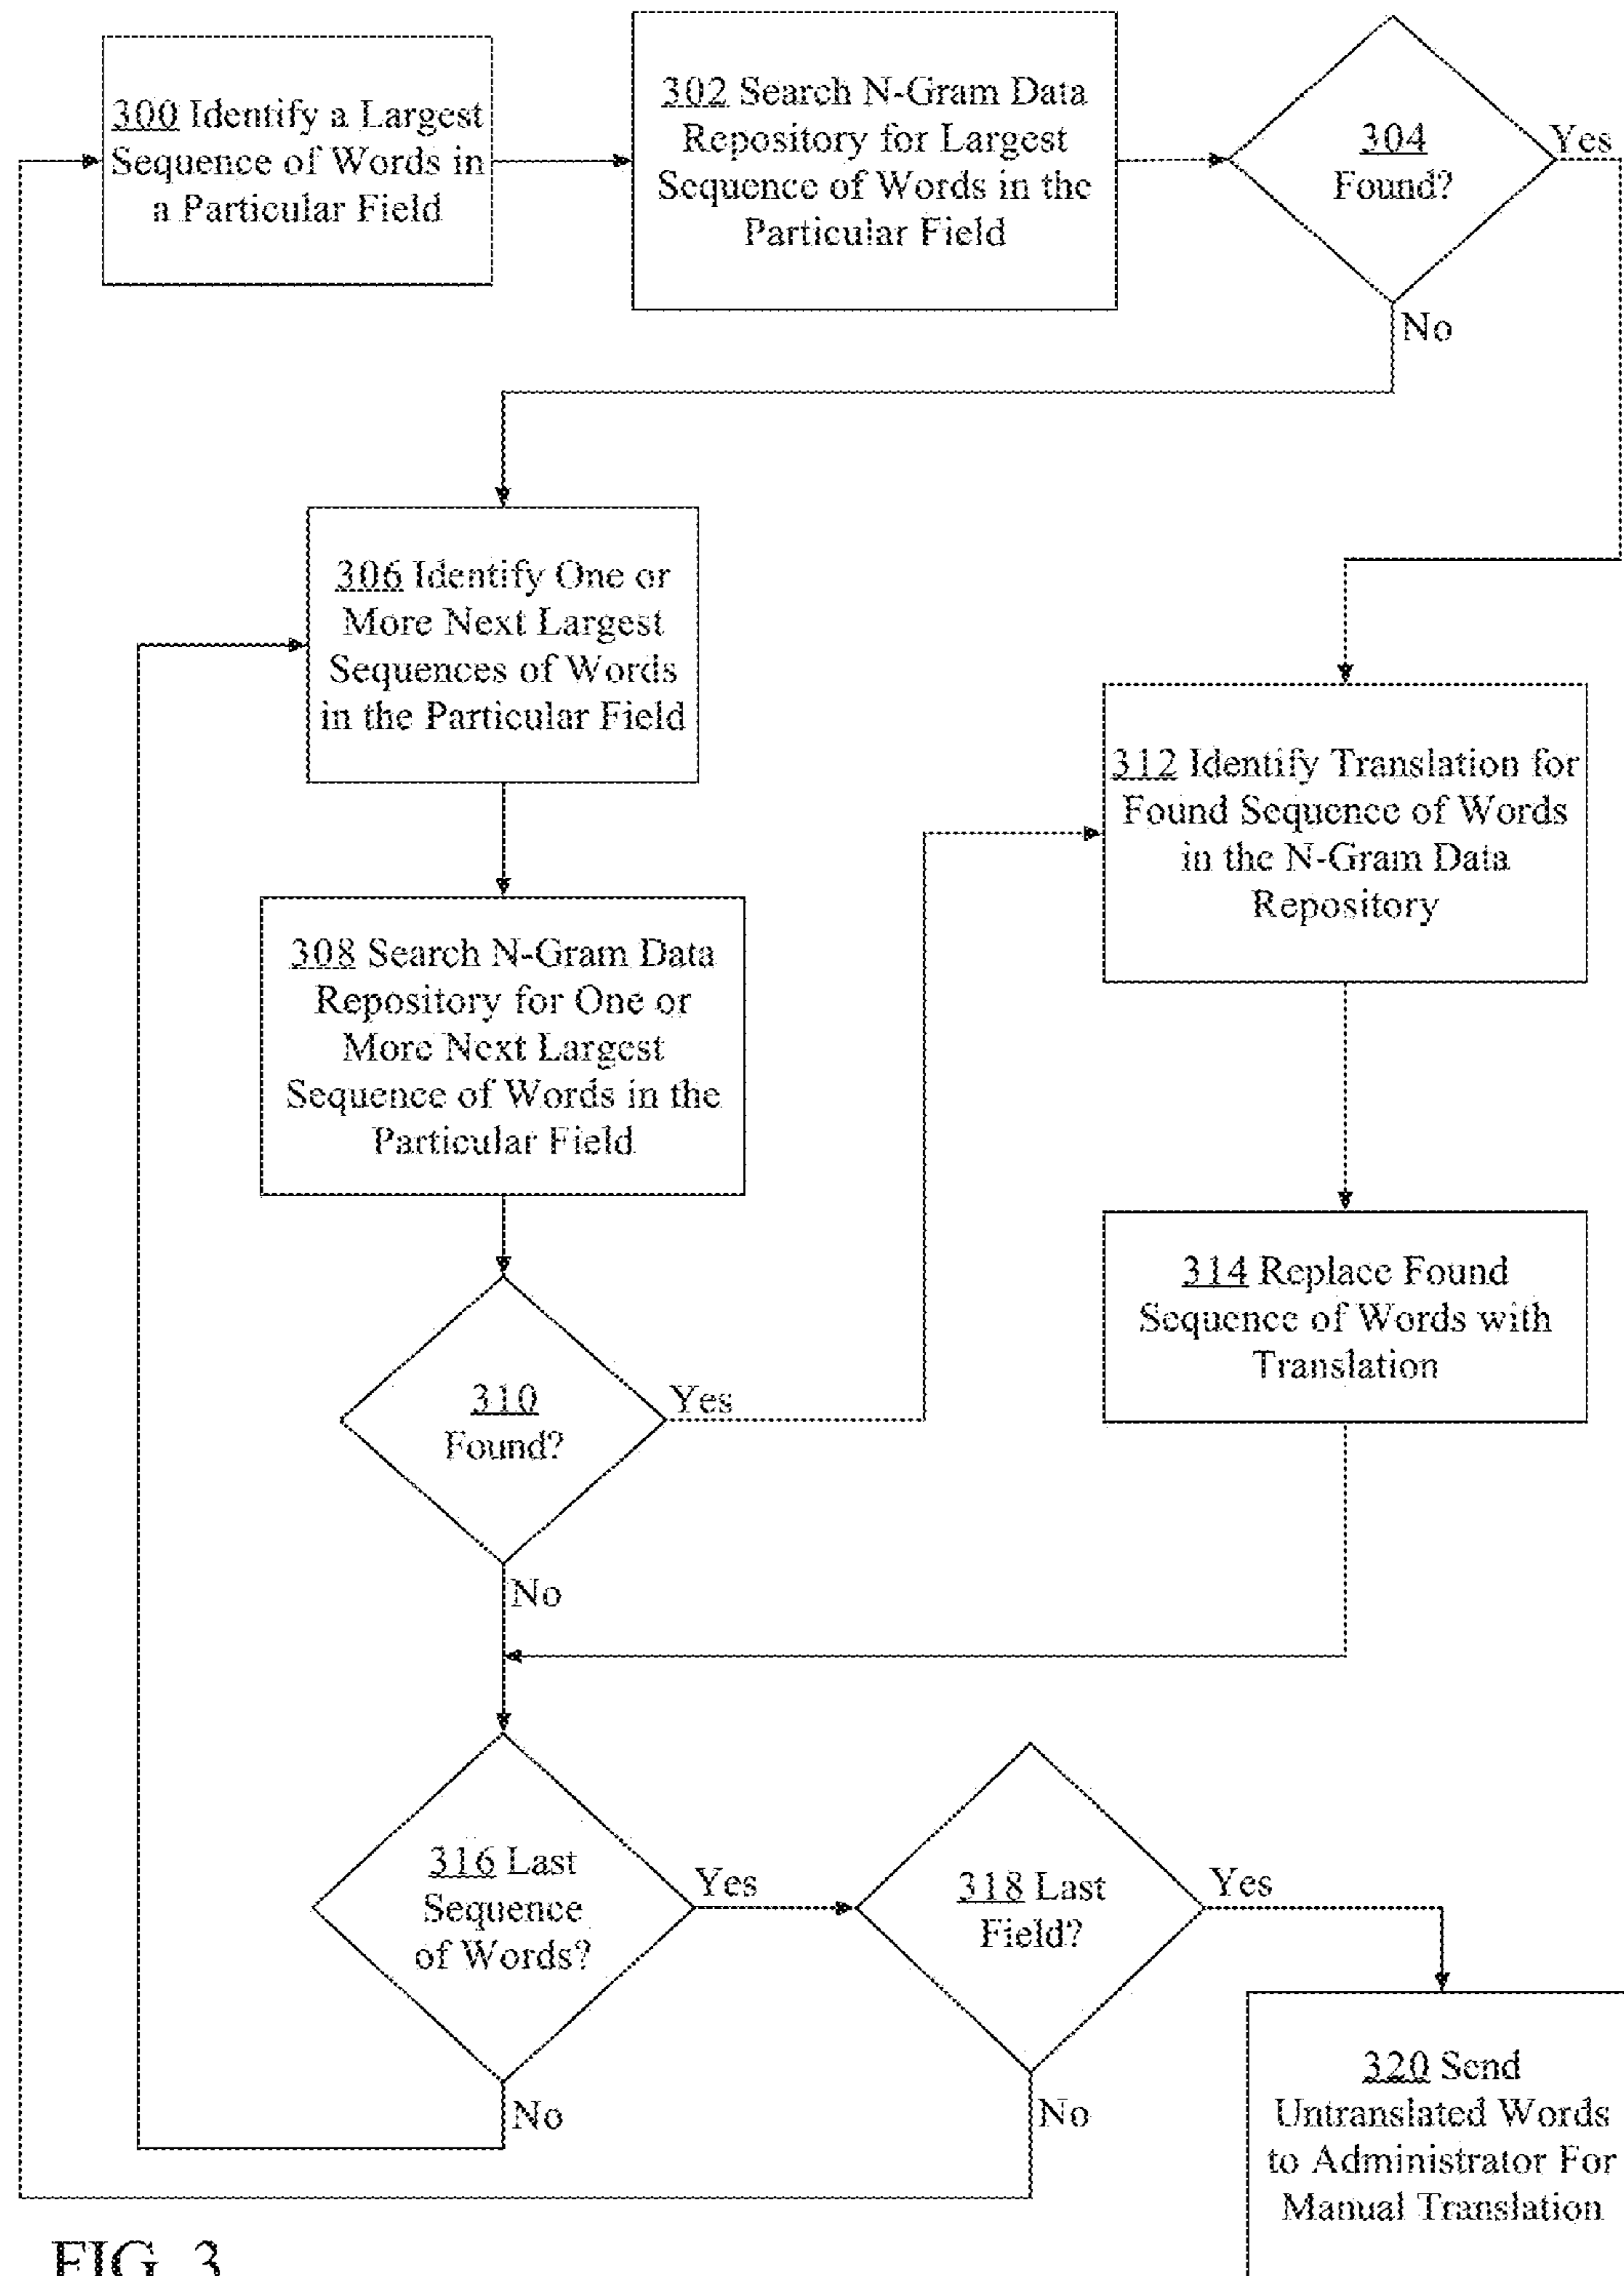 300 Identify a Largest
Sequence of Words in
a Particular Field
302 Search N-Gram Data
Repository for Largest
Sequence of Words in the
Particular Field
304
Found?
Yes
No
306 Identify One or
More Next Largest
Sequences of Words
in the Particular Field
312 Identify Translation for
Found Sequence of Words
in the N-Gram Data
Repository
308 Search N-Gram Data
Repository for One or
More Next Largest
Sequence of Words in the
Particular Field
314 Replace Found
Sequence of Words with
Translation
310
Found?
Yes
No
316 Last
Sequence
of Words?
Yes
No
318 Last
Field?
Yes
No
320 Send
Untranslated Words
to Administrator For
Manual Translation
FIG. 3